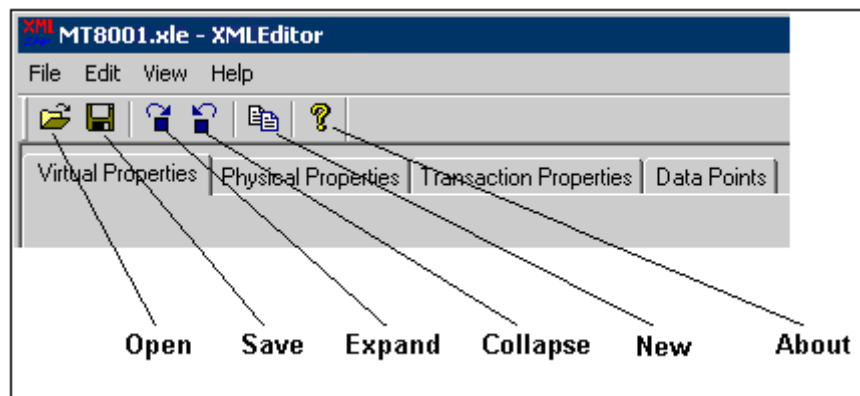 XML
MT8001.xle - XMLEditor
File Edit View Help
Virtual Properties Physical Properties Transaction Properties Data Points
Open Save Expand Collapse New About